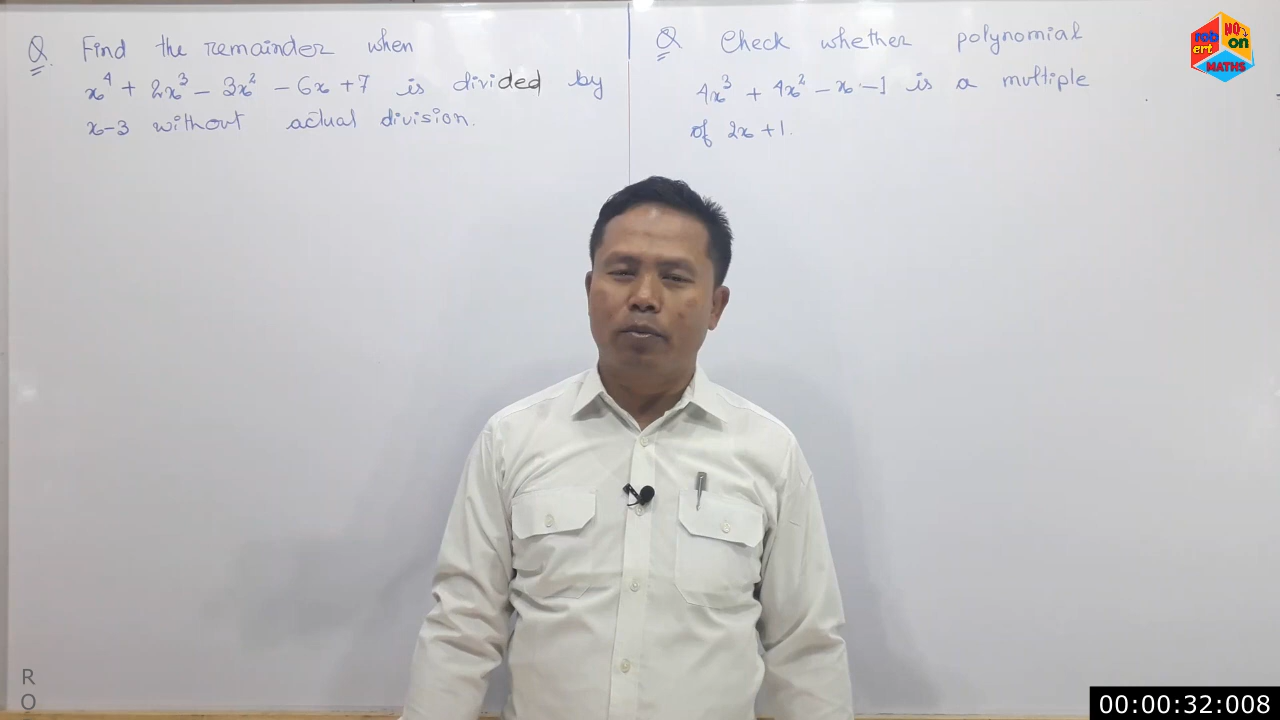 Q. Find the remainder when
x⁴ + 2x³ - 3x² - 6x + 7 is divided by
x-3 without actual division.
Q Check whether polynomial
4x³ + 4x² - x - 1 is a multiple
of 2x + 1.
rob ert NO on MATHS
R
O
00:00:32:008